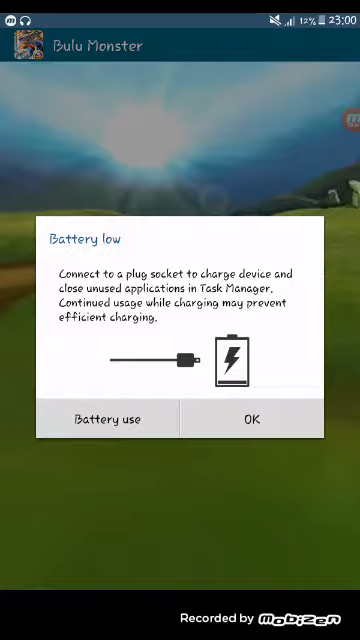 12% 23:00
Bulu Monster
Battery low
Connect to a plug socket to charge device and
close unused applications in Task Manager.
Continued usage while charging may prevent
efficient charging.
Battery use OK
Recorded by mobizen